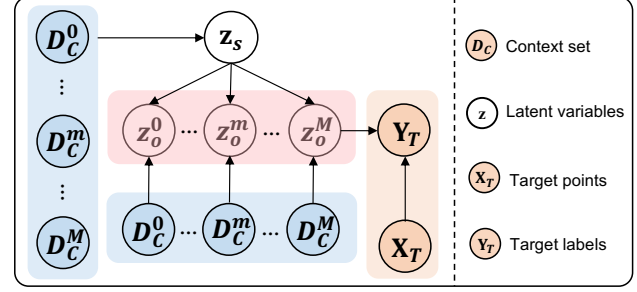 D_C^0 z_s
⋮
D_C^m z_o^0 ... z_o^m ... z_o^M Y_T
⋮
D_C^M D_C^0 ... D_C^m ... D_C^M X_T
D_C Context set
z Latent variables
X_T Target points
Y_T Target labels